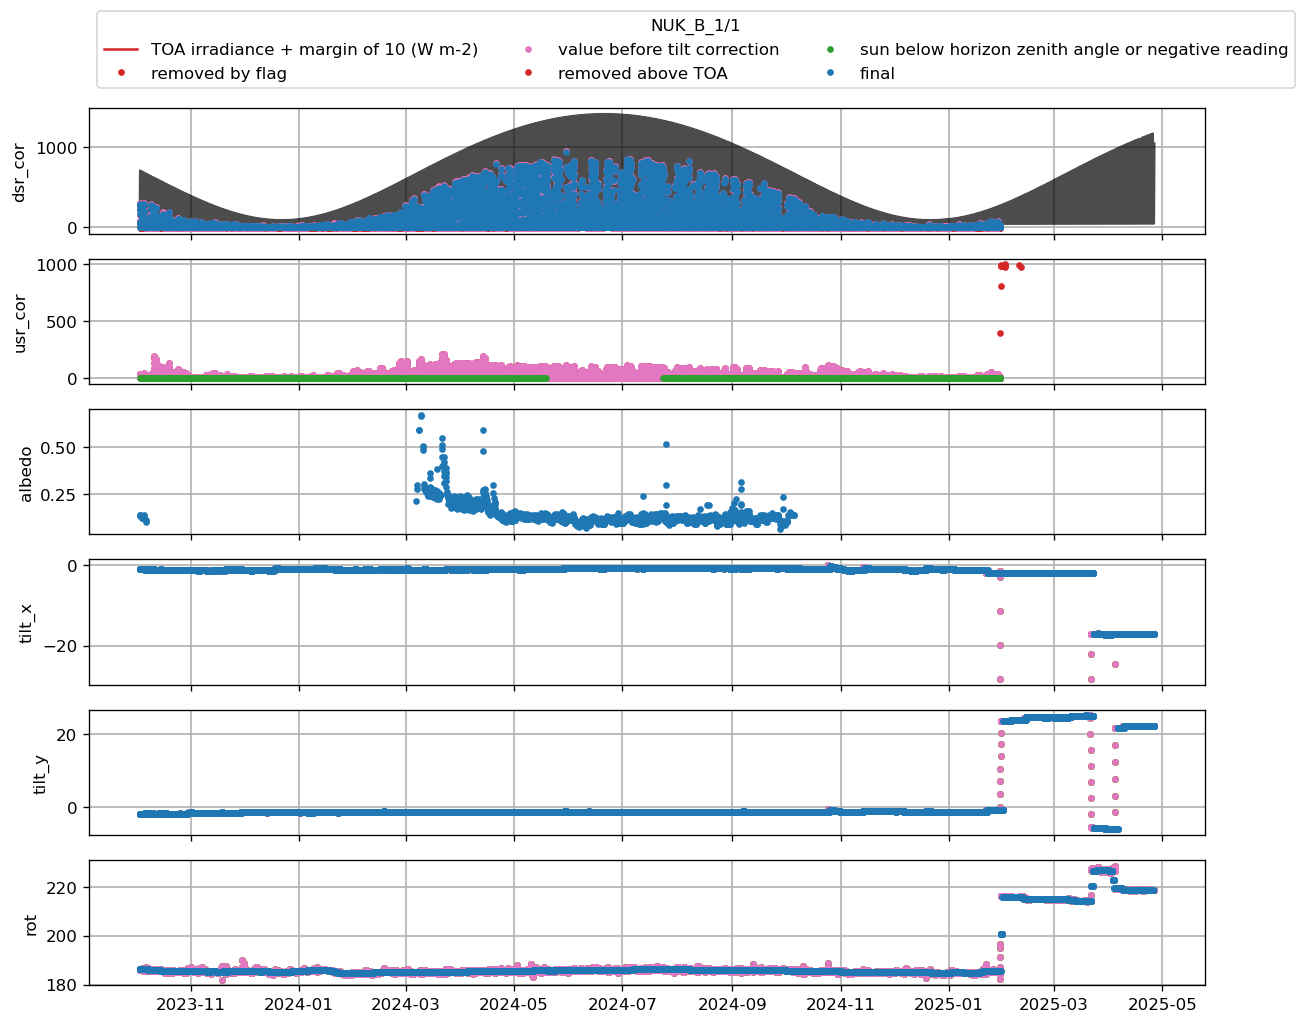 NUK_B_1/1
TOA irradiance + margin of 10 (W m-2)
removed by flag
value before tilt correction
removed above TOA
sun below horizon zenith angle or negative reading
final
dsr_cor
1000
0
usr_cor
1000
500
0
albedo
0.50
0.25
tilt_x
0
−20
tilt_y
20
0
rot
220
200
180
2023-11 2024-01 2024-03 2024-05 2024-07 2024-09 2024-11 2025-01 2025-03 2025-05